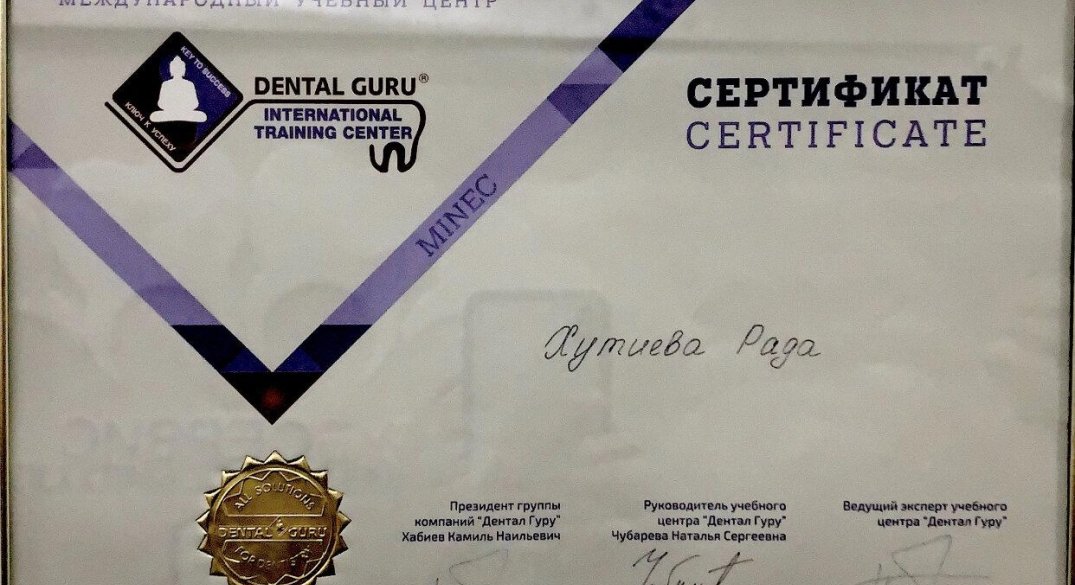 МЕЖДУНАРОДНЫЙ УЧЕБНЫЙ ЦЕНТР
KEY TO SUCCESS
КЛЮЧ К УСПЕХУ
DENTAL GURU®
INTERNATIONAL
TRAINING CENTER
СЕРТИФИКАТ
CERTIFICATE
MINEC
Хутиева Рада
ALL SOLUTIONS
DENTAL GURU
FOR DENTISTRY
Президент группы
компаний "Дентал Гуру"
Хабиев Камиль Наильевич
Руководитель учебного
центра "Дентал Гуру"
Чубарева Наталья Сергеевна
Ведущий эксперт учебного
центра "Дентал Гуру"